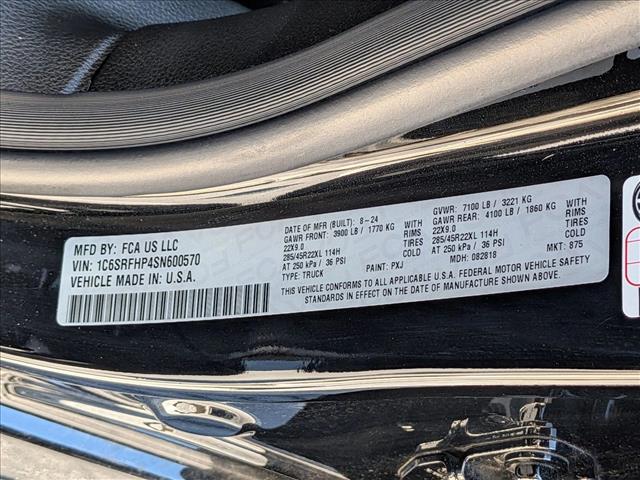 MFD BY: FCA US LLC
VIN: 1C6SRFHP4SN600570
VEHICLE MADE IN: U.S.A.
DATE OF MFR (BUILT): 8-24
GAWR FRONT: 3900 LB / 1770 KG WITH
22X9.0 RIMS
285/45R22XL 114H TIRES
AT 250 kPa / 36 PSI COLD
TYPE: TRUCK PAINT: PXJ
GVWR: 7100 LB / 3221 KG
GAWR REAR: 4100 LB / 1860 KG WITH
22X9.0 RIMS
285/45R22XL 114H TIRES
AT 250 kPa / 36 PSI COLD
MDH: 082818 MKT: 875
THIS VEHICLE CONFORMS TO ALL APPLICABLE U.S.A. FEDERAL MOTOR VEHICLE
SAFETY STANDARDS IN EFFECT ON THE DATE OF MANUFACTURE SHOWN ABOVE.